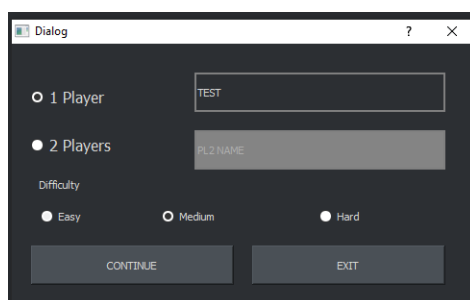 Dialog ? X
1 Player TEST
2 Players PL2 NAME
Difficulty
Easy Medium Hard
CONTINUE EXIT